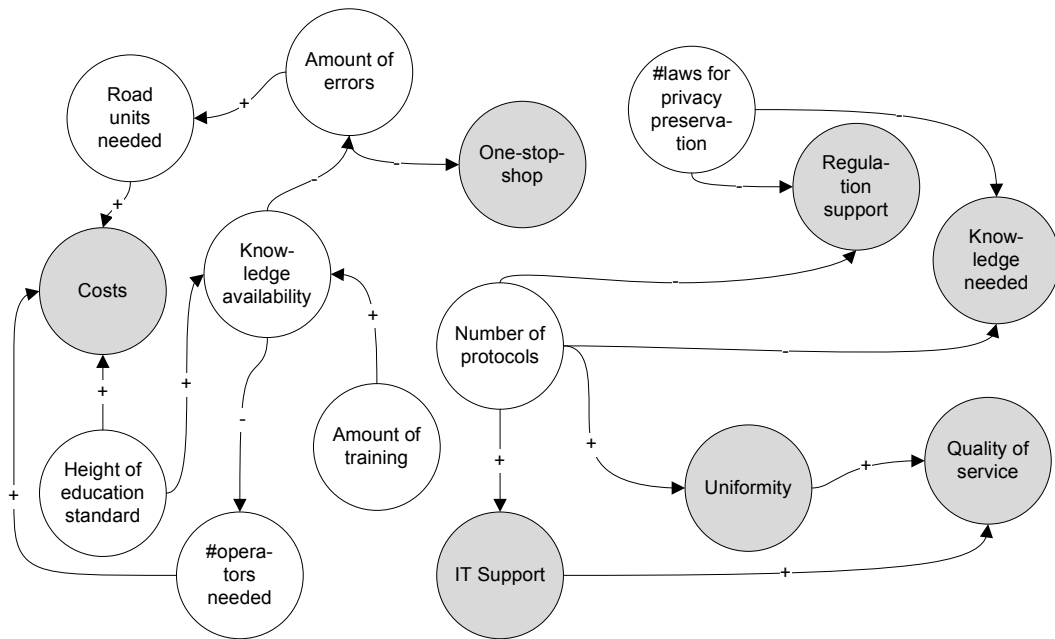 Amount of
errors
Road
units
needed
+
#laws for
privacy
preserva-
tion
-
-
One-stop-
shop
-
Regula-
tion
support
-
+
Know-
ledge
availability
Know-
ledge
needed
Costs
-
+
Number of
protocols
-
+
+
-
Amount of
training
+
+
Quality of
service
Height of
education
standard
Uniformity
+
+
#opera-
tors
needed
IT Support
+